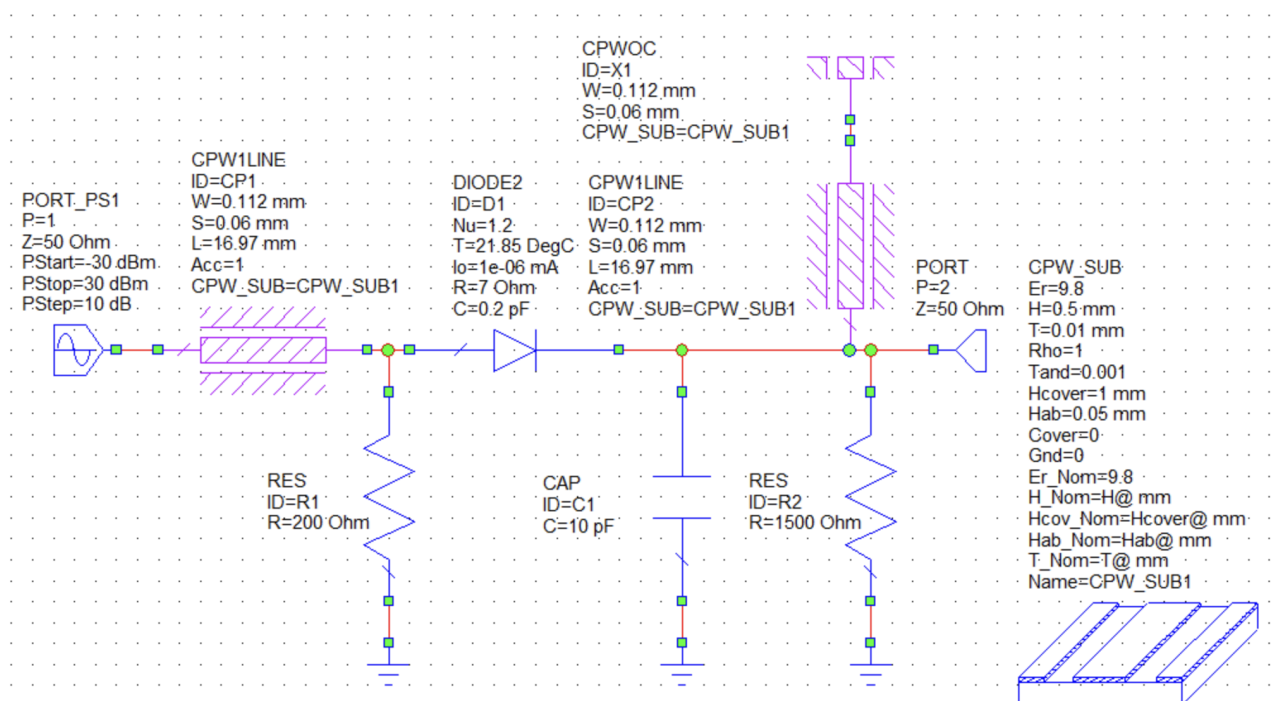 CPWOC
ID=X1
W=0.112 mm
S=0.06 mm
CPW_SUB=CPW_SUB1
CPW1LINE
ID=CP1
W=0.112 mm
S=0.06 mm
L=16.97 mm
Acc=1
CPW_SUB=CPW_SUB1
PORT_PS1
P=1
Z=50 Ohm
PStart=-30 dBm
PStop=30 dBm
PStep=10 dB
DIODE2
ID=D1
Nu=1.2
T=21.85 DegC
Io=1e-06 mA
R=7 Ohm
C=0.2 pF
CPW1LINE
ID=CP2
W=0.112 mm
S=0.06 mm
L=16.97 mm
Acc=1
CPW_SUB=CPW_SUB1
PORT
P=2
Z=50 Ohm
CPW_SUB
Er=9.8
H=0.5 mm
T=0.01 mm
Rho=1
Tand=0.001
Hcover=1 mm
Hab=0.05 mm
Cover=0
Gnd=0
Er_Nom=9.8
H_Nom=H@ mm
Hcov_Nom=Hcover@ mm
Hab_Nom=Hab@ mm
T_Nom=T@ mm
Name=CPW_SUB1
RES
ID=R1
R=200 Ohm
CAP
ID=C1
C=10 pF
RES
ID=R2
R=1500 Ohm